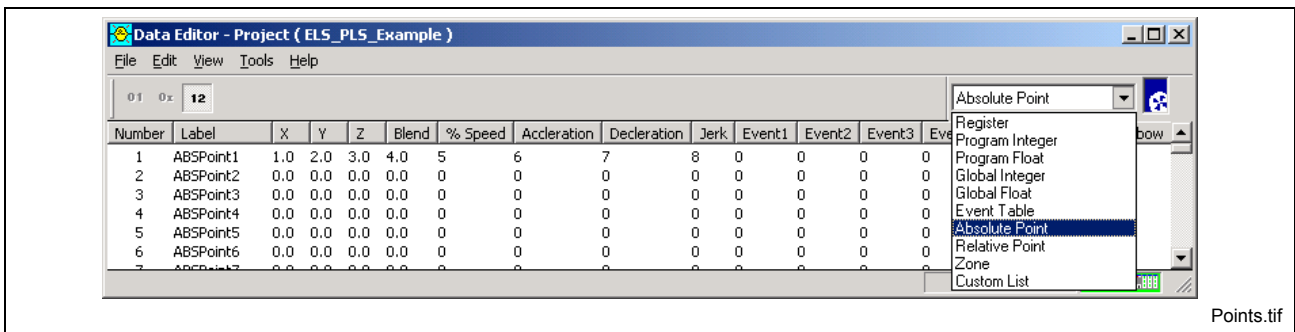 Data Editor - Project ( ELS_PLS_Example )
File Edit View Tools Help
01 0x 12 Absolute Point
Number Label X Y Z Blend % Speed Accleration Decleration Jerk Event1 Event2 Event3
1 ABSPoint1 1.0 2.0 3.0 4.0 5 6 7 8 0 0 0 0
2 ABSPoint2 0.0 0.0 0.0 0.0 0 0 0 0 0 0 0 0
3 ABSPoint3 0.0 0.0 0.0 0.0 0 0 0 0 0 0 0 0
4 ABSPoint4 0.0 0.0 0.0 0.0 0 0 0 0 0 0 0 0
5 ABSPoint5 0.0 0.0 0.0 0.0 0 0 0 0 0 0 0 0
6 ABSPoint6 0.0 0.0 0.0 0.0 0 0 0 0 0 0 0 0
Register
Program Integer
Program Float
Global Integer
Global Float
Event Table
Absolute Point
Relative Point
Zone
Custom List
Points.tif